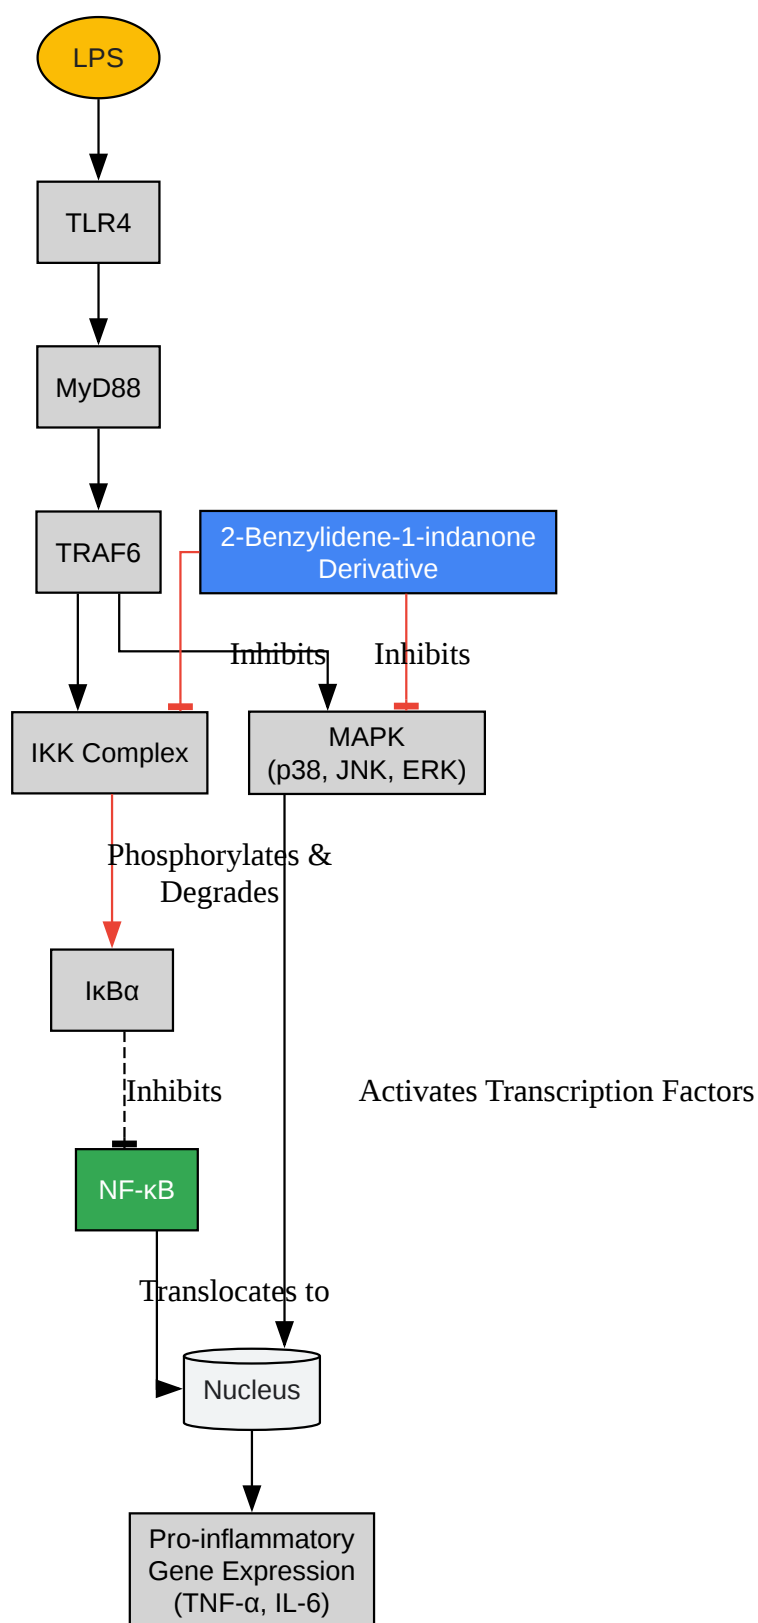 LPS
TLR4
MyD88
TRAF6
2-Benzylidene-1-indanone
Derivative
Inhibits
Inhibits
IKK Complex
MAPK
(p38, JNK, ERK)
Phosphorylates &
Degrades
IκBα
Inhibits
Activates Transcription Factors
NF-κB
Translocates to
Nucleus
Pro-inflammatory
Gene Expression
(TNF-α, IL-6)